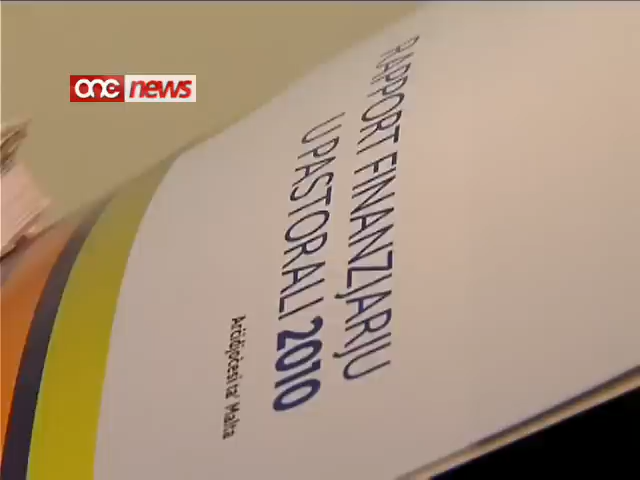 one news
RAPPORT FINANZJARJU
U PASTORALI 2010
Arċidjoċesi ta' Malta